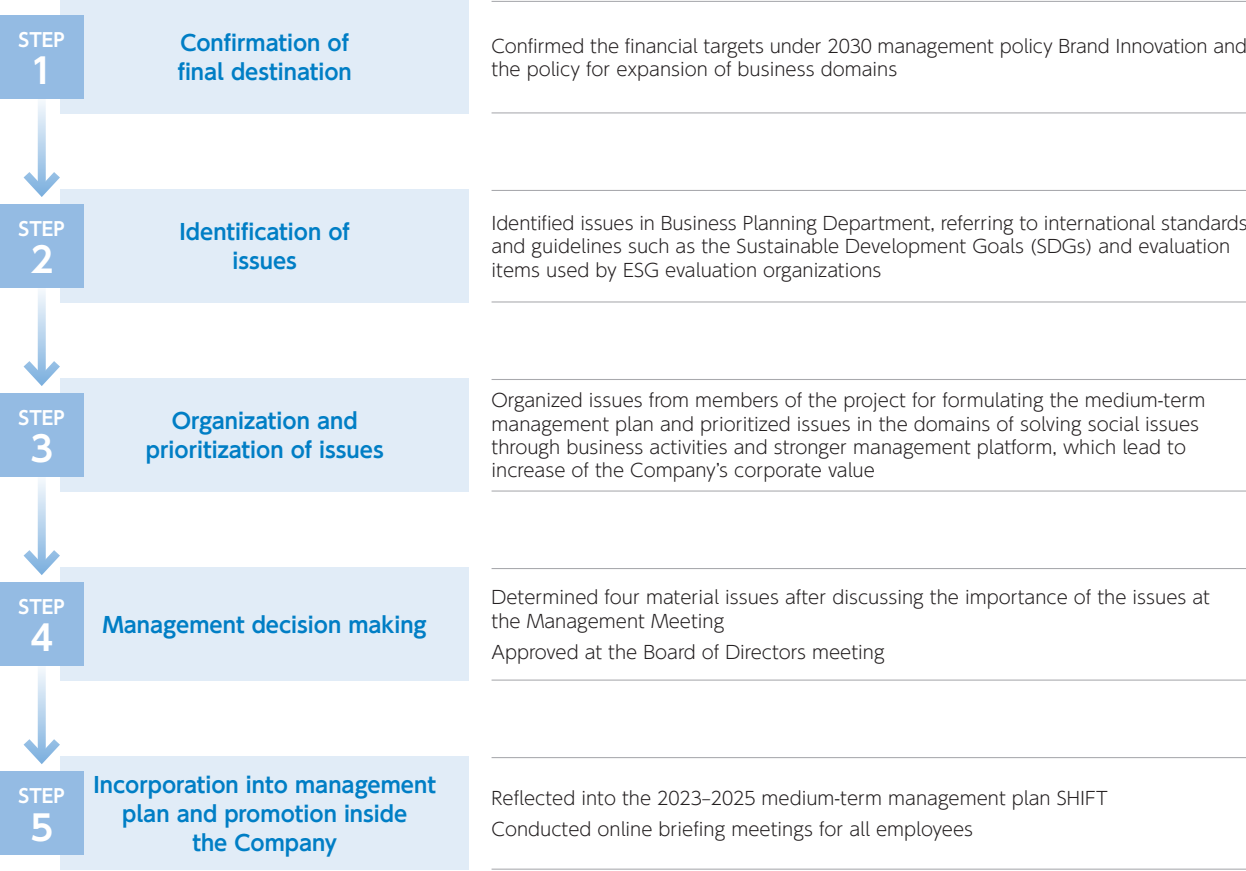 STEP
1
Confirmation of
final destination
Confirmed the financial targets under 2030 management policy Brand Innovation and
the policy for expansion of business domains
STEP
2
Identification of
issues
Identified issues in Business Planning Department, referring to international standards
and guidelines such as the Sustainable Development Goals (SDGs) and evaluation
items used by ESG evaluation organizations
STEP
3
Organization and
prioritization of issues
Organized issues from members of the project for formulating the medium-term
management plan and prioritized issues in the domains of solving social issues
through business activities and stronger management platform, which lead to
increase of the Company's corporate value
STEP
4
Management decision making
Determined four material issues after discussing the importance of the issues at
the Management Meeting
Approved at the Board of Directors meeting
STEP
5
Incorporation into management
plan and promotion inside
the Company
Reflected into the 2023–2025 medium-term management plan SHIFT
Conducted online briefing meetings for all employees